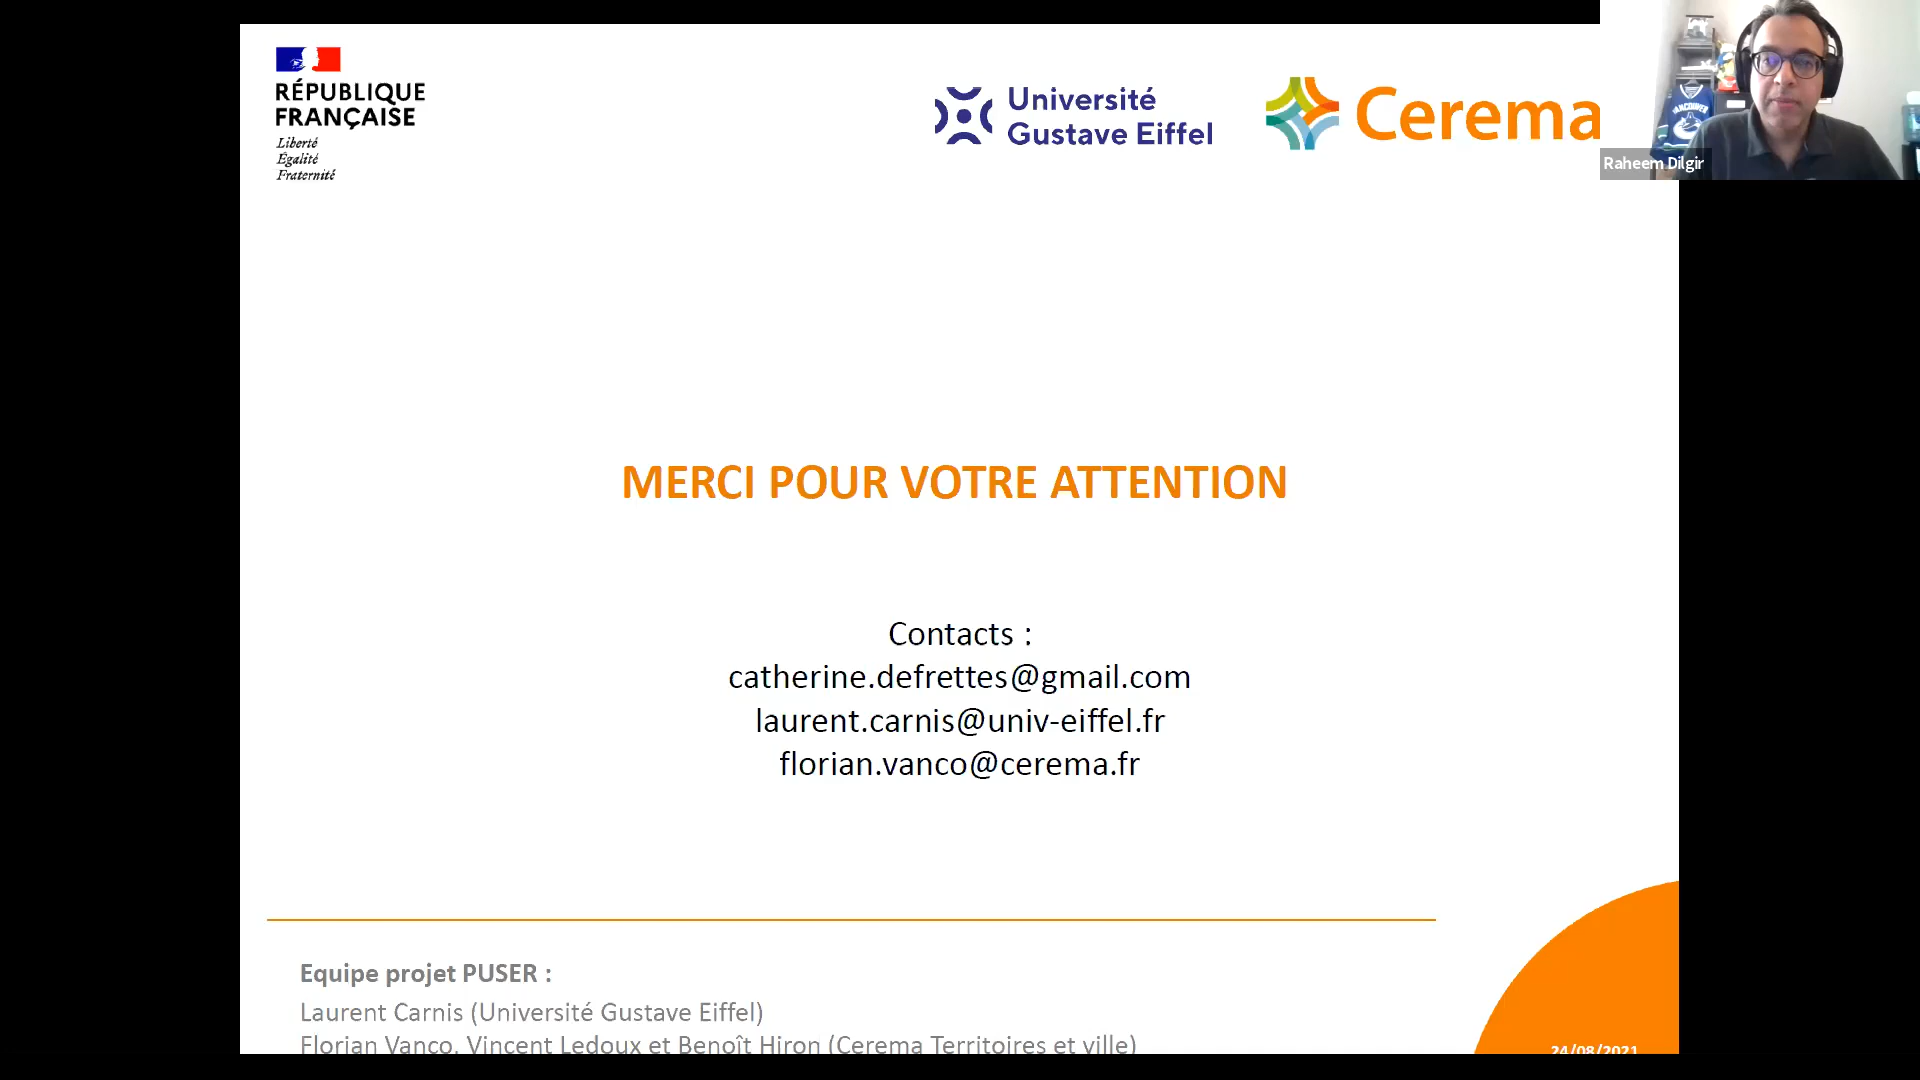 RÉPUBLIQUE
FRANÇAISE
Liberté
Égalité
Fraternité
Université
Gustave Eiffel
Cerema
VANCOUVER
Raheem Dilgir
MERCI POUR VOTRE ATTENTION
Contacts :
catherine.defrettes@gmail.com
laurent.carnis@univ-eiffel.fr
florian.vanco@cerema.fr
Equipe projet PUSER :
Laurent Carnis (Université Gustave Eiffel)
Florian Vanco, Vincent Ledoux et Benoît Hiron (Cerema Territoires et ville)
24/08/2021